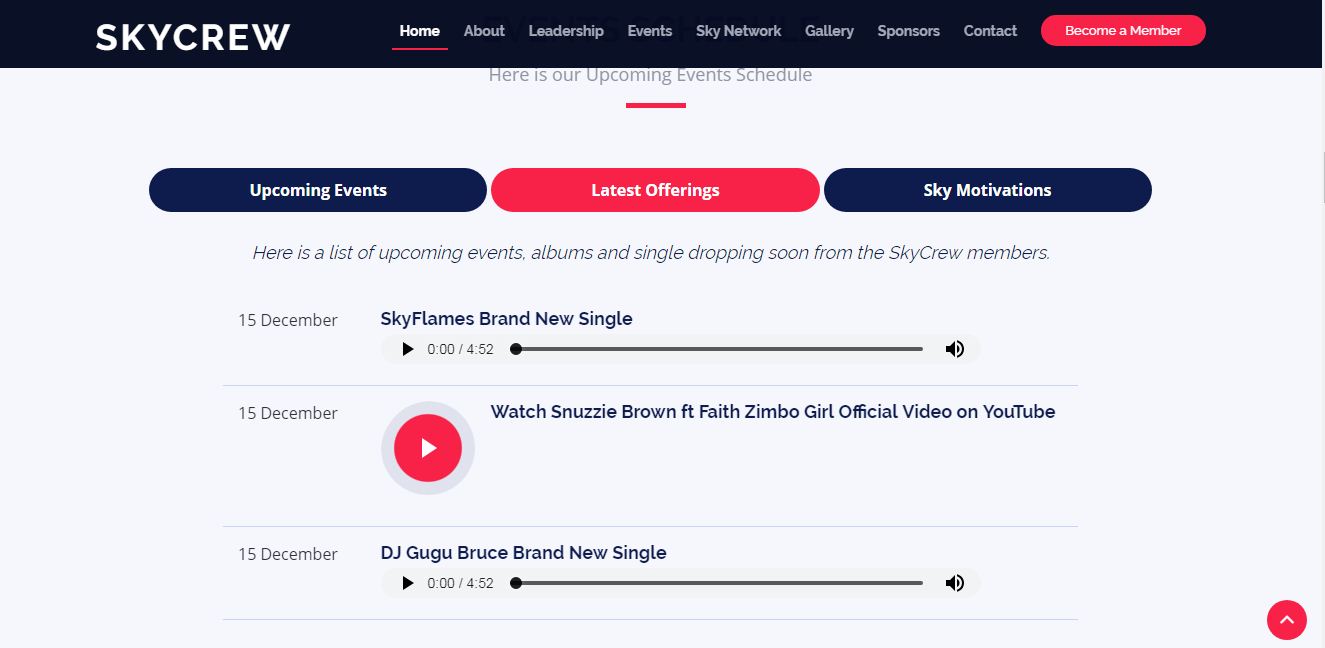 SKYCREW
Home About Leadership Events Sky Network Gallery Sponsors Contact Become a Member
EVENTS SCHEDULE
Here is our Upcoming Events Schedule
Upcoming Events Latest Offerings Sky Motivations
Here is a list of upcoming events, albums and single dropping soon from the SkyCrew members.
15 December SkyFlames Brand New Single
0:00 / 4:52
15 December Watch Snuzzie Brown ft Faith Zimbo Girl Official Video on YouTube
15 December DJ Gugu Bruce Brand New Single
0:00 / 4:52